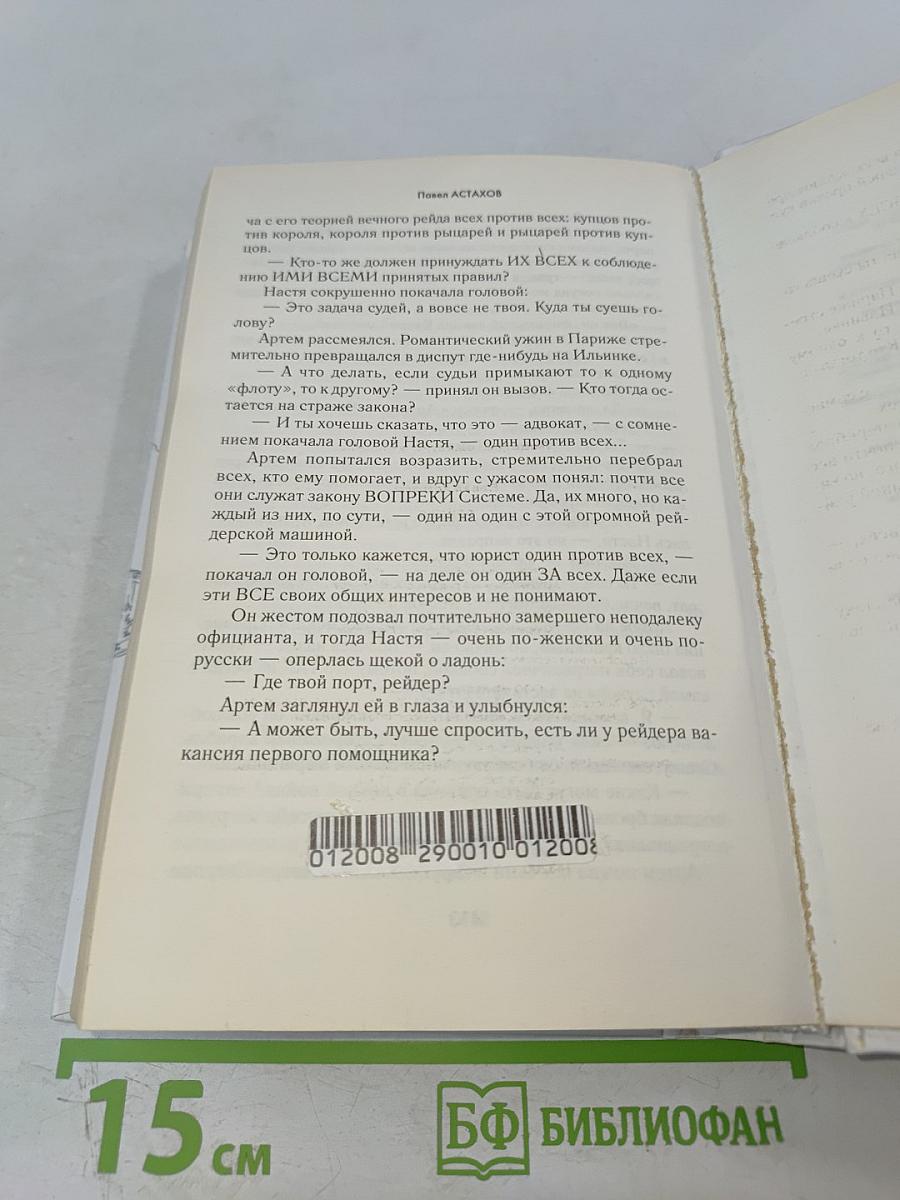 Павел АСТАХОВ
ча с его теорией вечного рейда всех против всех: купцов про-
тив короля, короля против рыцарей и рыцарей против куп-
цов.
— Кто-то же должен принуждать ИХ ВСЕХ к соблюде-
нию ИМИ ВСЕМИ принятых правил?
Настя сокрушенно покачала головой:
— Это задача судей, а вовсе не твоя. Куда ты суешь го-
лову?
Артем рассмеялся. Романтический ужин в Париже стре-
мительно превращался в диспут где-нибудь на Ильинке.
— А что делать, если судьи примыкают то к одному
«флоту», то к другому? — принял он вызов. — Кто тогда ос-
тается на страже закона?
— И ты хочешь сказать, что это — адвокат, — с сомне-
нием покачала головой Настя, — один против всех...
Артем попытался возразить, стремительно перебрал
всех, кто ему помогает, и вдруг с ужасом понял: почти все
они служат закону ВОПРЕКИ Системе. Да, их много, но ка-
ждый из них, по сути, — один на один с этой огромной рей-
дерской машиной.
— Это только кажется, что юрист один против всех, —
покачал он головой, — на деле он один ЗА всех. Даже если
эти ВСЕ своих общих интересов и не понимают.
Он жестом подозвал почтительно замершего неподалеку
официанта, и тогда Настя — очень по-женски и очень по-
русски — оперлась щекой о ладонь:
— Где твой порт, рейдер?
Артем заглянул ей в глаза и улыбнулся:
— А может быть, лучше спросить, есть ли у рейдера ва-
кансия первого помощника?
012008 290010 012008
15 см
БФ БИБЛИОФАН